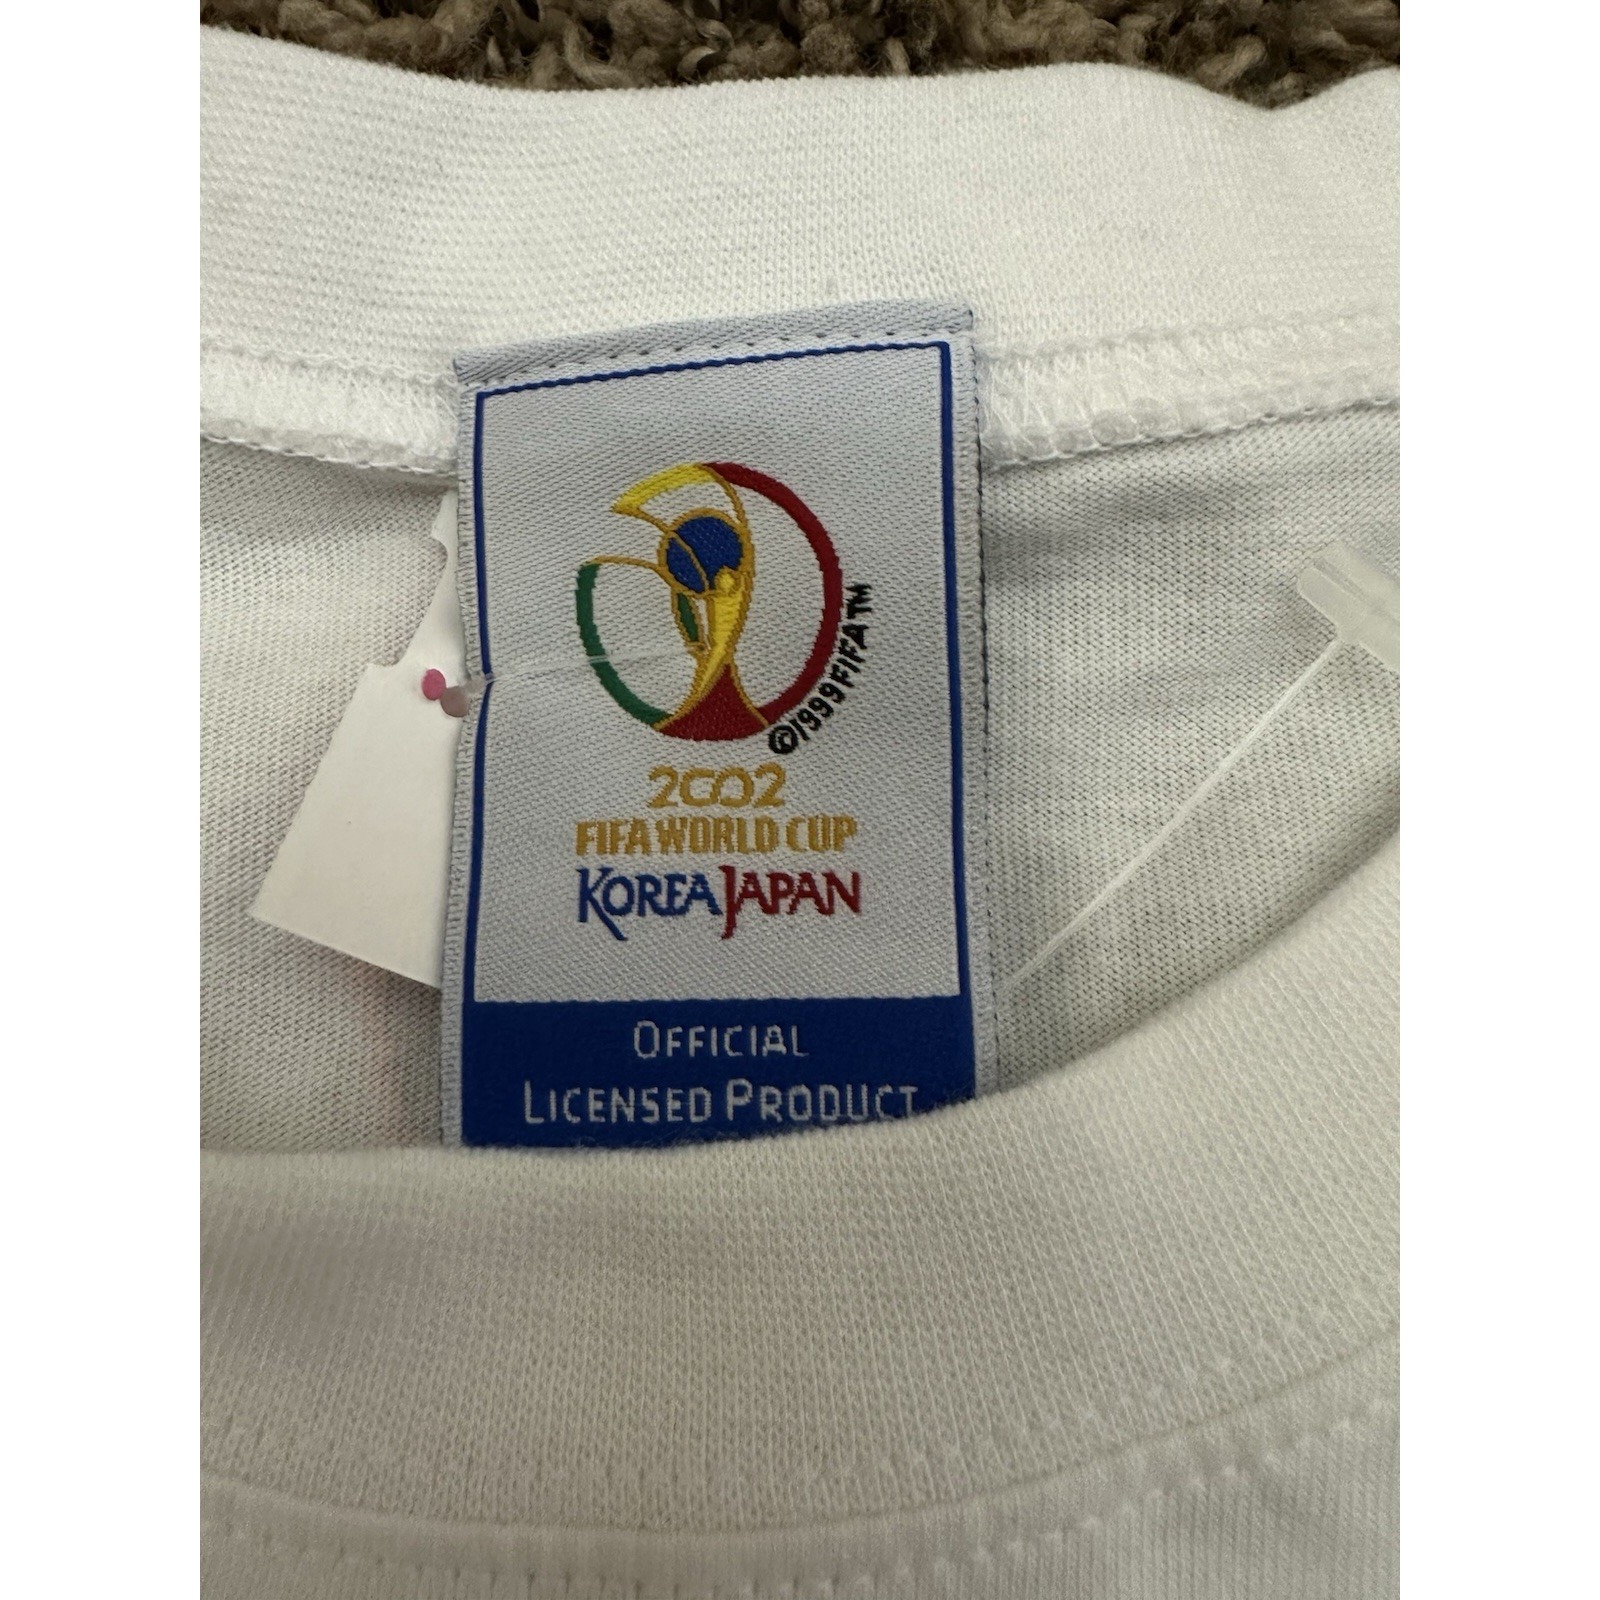 ©1999 FIFA™
2002
FIFA WORLD CUP
KOREA JAPAN
OFFICIAL
LICENSED PRODUCT